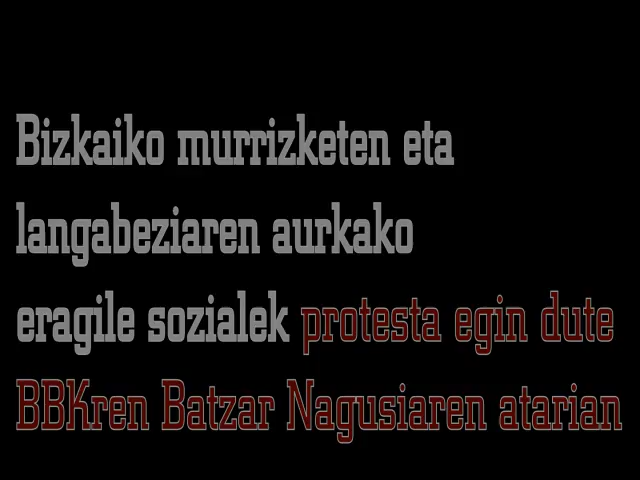 Bizkaiko murrizketen eta
langabeziaren aurkako
eragile sozialek protesta egin dute
BBKren Batzar Nagusiaren atarian